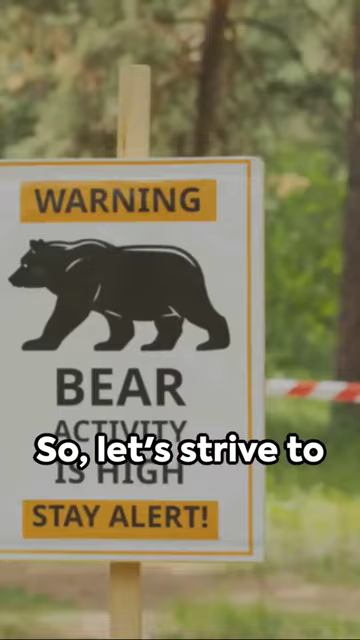 WARNING
BEAR
ACTIVITY
So, let's strive to
IS HIGH
STAY ALERT!